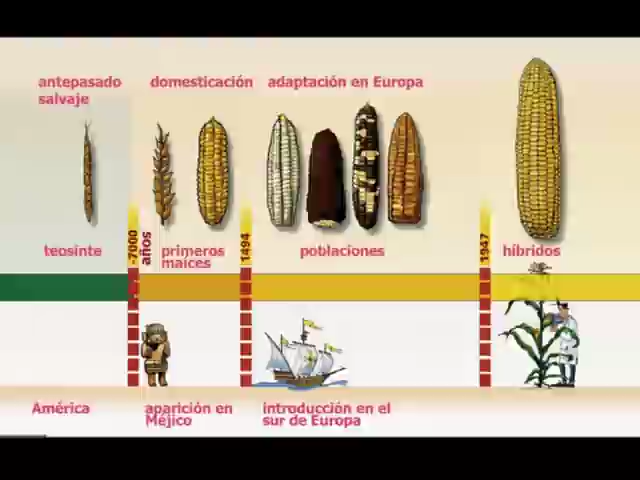 antepasado
salvaje
domesticación
adaptación en Europa
teosinte
-7000
años
primeros
maíces
1494
poblaciones
1947
híbridos
América
aparición en
Méjico
introducción en el
sur de Europa